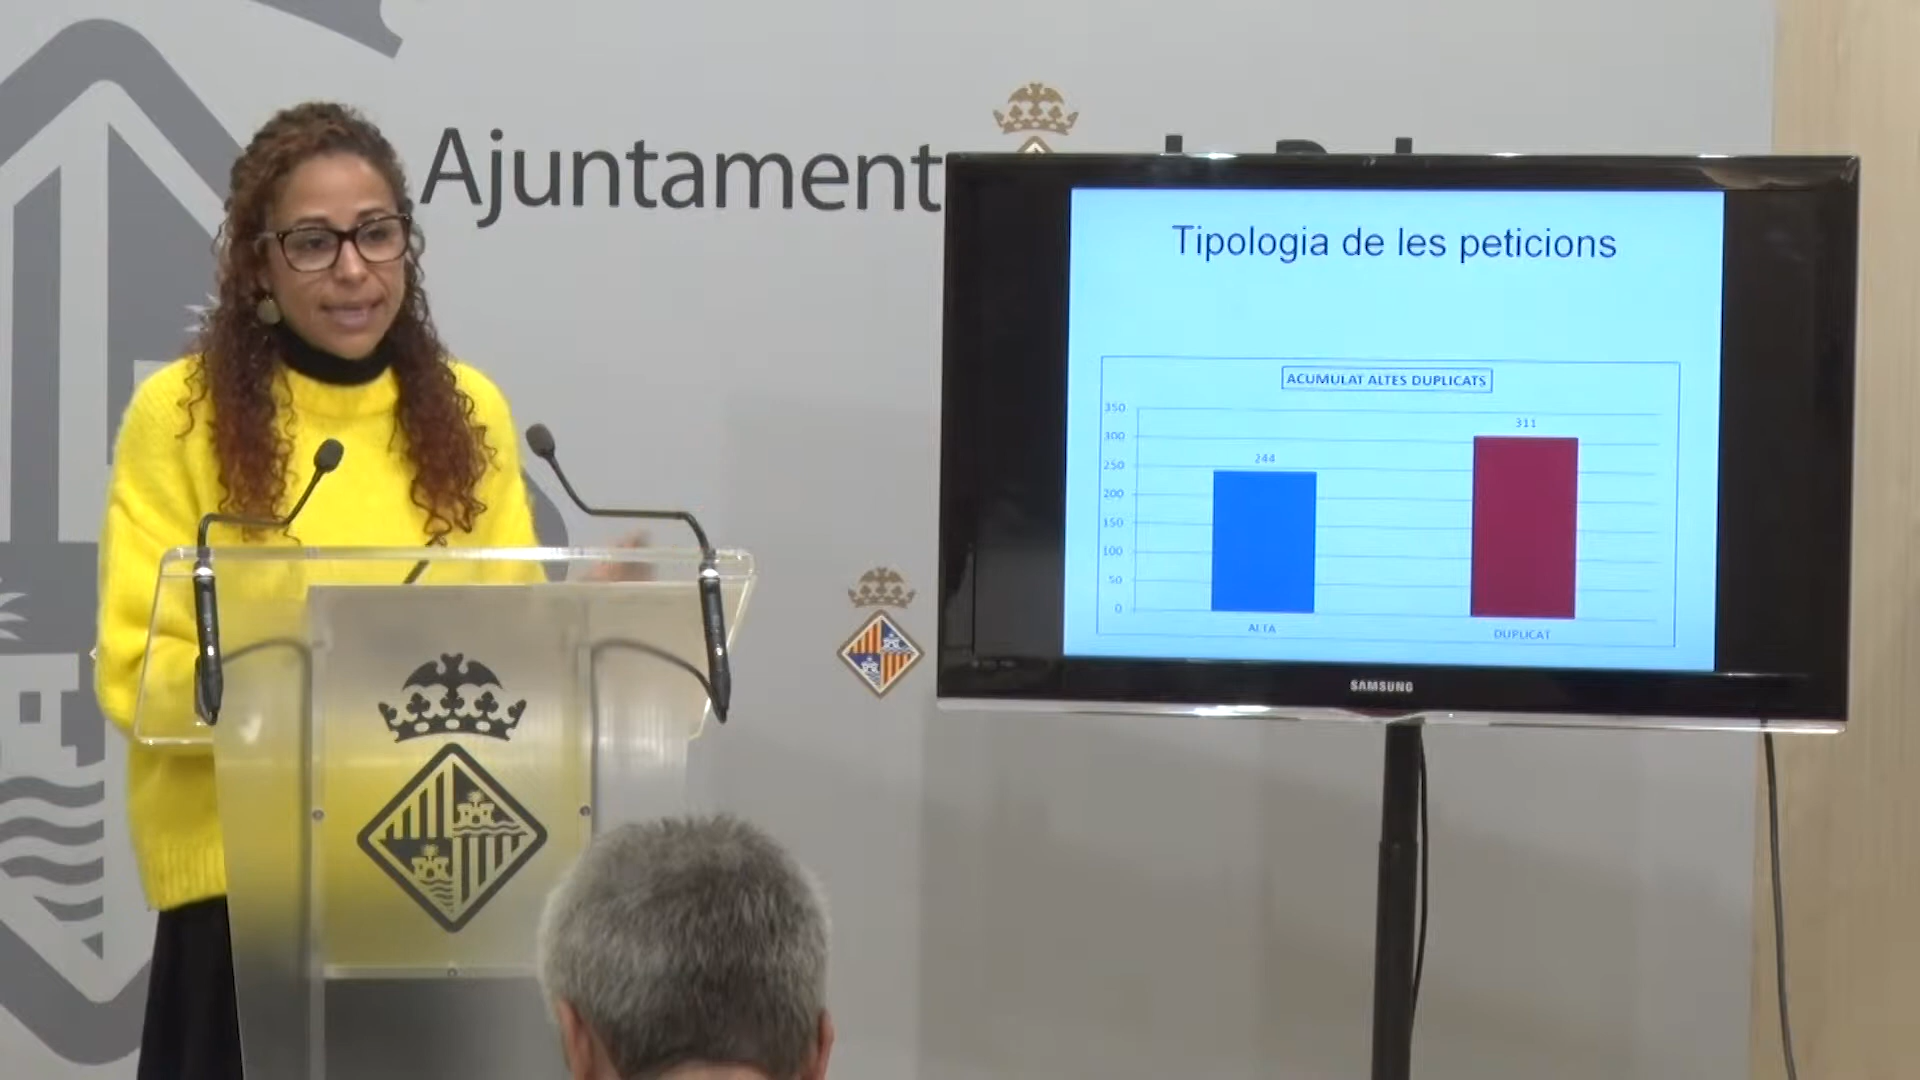 Ajuntament
Tipologia de les peticions
ACUMULAT ALTES DUPLICATS
350
300
250
200
150
100
50
0
244
311
ALTA
DUPLICAT
SAMSUNG